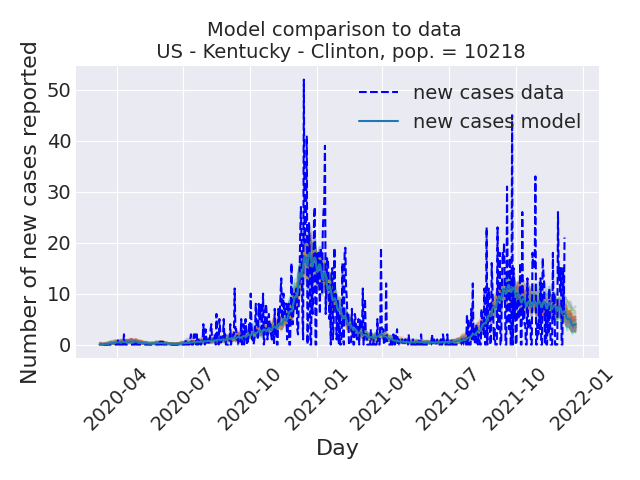 Model comparison to data
US - Kentucky - Clinton, pop. = 10218
Number of new cases reported
50
40
30
20
10
0
new cases data
new cases model
2020-04
2020-07
2020-10
2021-01
2021-04
2021-07
2021-10
2022-01
Day